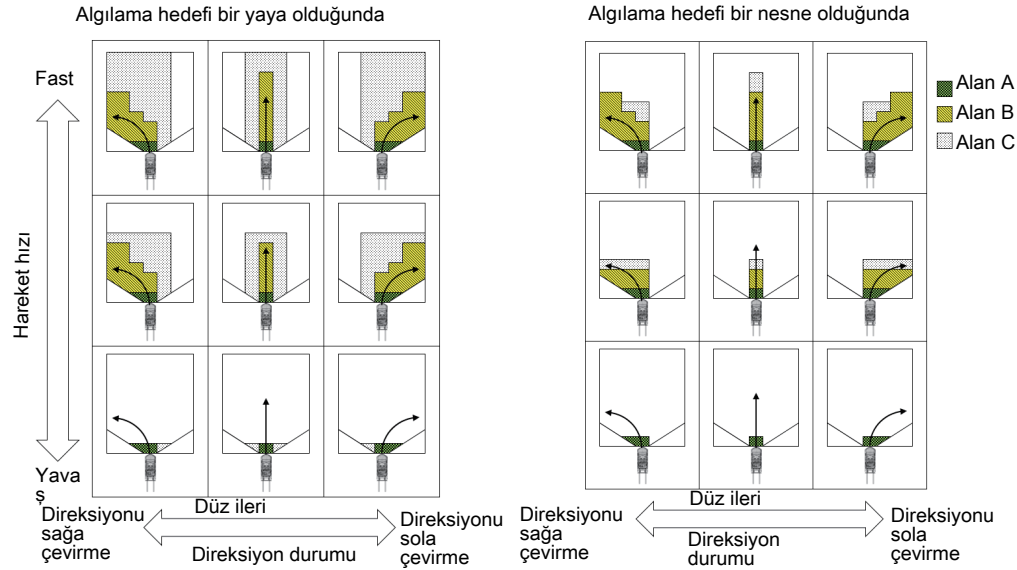 Algılama hedefi bir yaya olduğunda
Fast
Hareket hızı
Yava
ş
Direksiyonu
sağa
çevirme
Düz ileri
Direksiyon durumu
Direksiyonu
sola
çevirme
Algılama hedefi bir nesne olduğunda
Alan A
Alan B
Alan C
Direksiyonu
sağa
çevirme
Düz ileri
Direksiyon
durumu
Direksiyonu
sola
çevirme